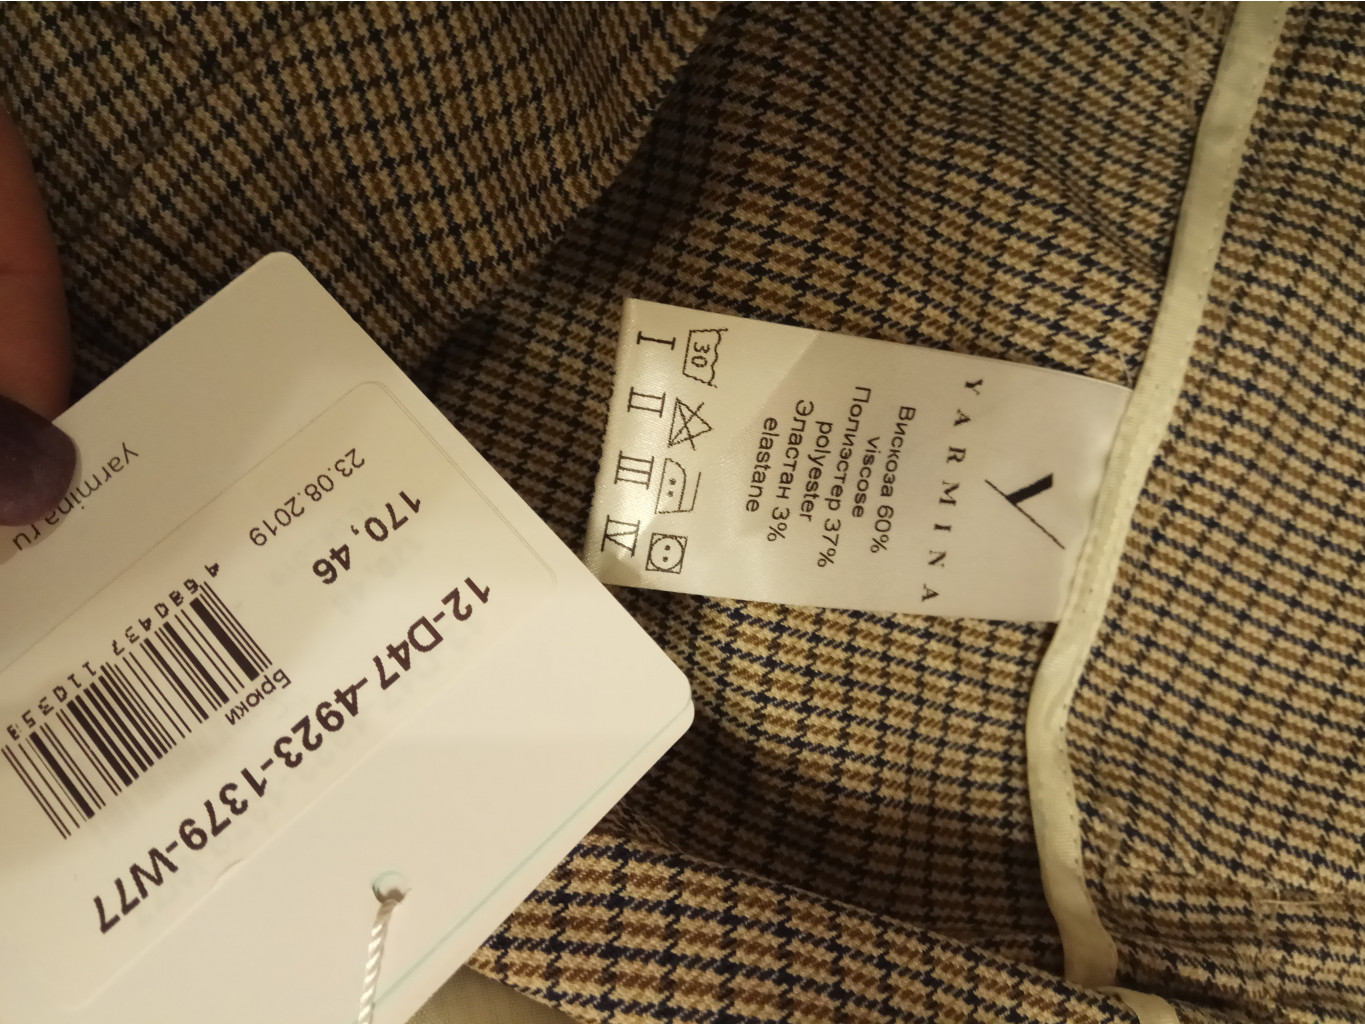 yarmina.ru
23.08.2019
170, 46
12-D47-4923-1379-W77
Брюки
YARMINA
Вискоза 60%
viscose
Полиэстер 37%
polyester
Эластан 3%
elastane
30
I II III IV